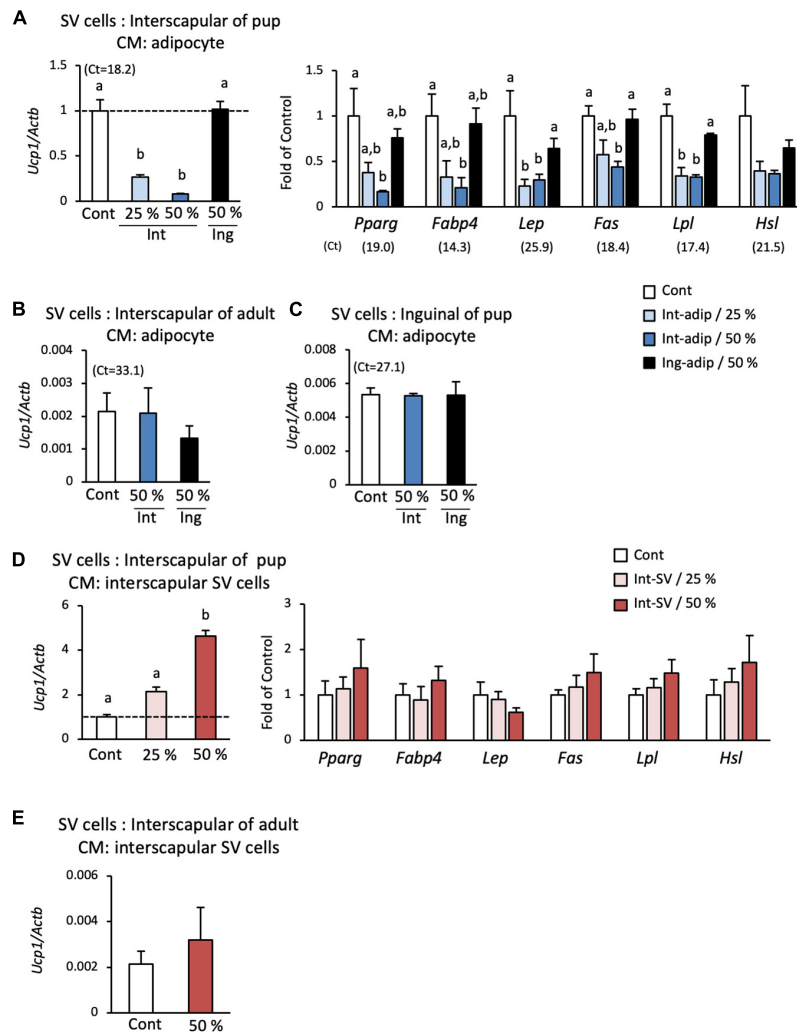 A
SV cells : Interscapular of pup
CM: adipocyte
Ucp1/Actb
1.5
1
0.5
0
(Ct=18.2)
a
b
b
a
Cont
25 %
50 %
50 %
Int
Ing
Fold of Control
1.5
1
0.5
0
a
a,b
b
a,b
a
a,b
b
a,b
a
b
b
a
a
a,b
b
a
a
b
b
a
Pparg
Fabp4
Lep
Fas
Lpl
Hsl
(Ct)
(19.0)
(14.3)
(25.9)
(18.4)
(17.4)
(21.5)
Cont
Int-adip / 25 %
Int-adip / 50 %
Ing-adip / 50 %
B
SV cells : Interscapular of adult
CM: adipocyte
Ucp1/Actb
0.004
0.003
0.002
0.001
0
(Ct=33.1)
Cont
50 %
50 %
Int
Ing
C
SV cells : Inguinal of pup
CM: adipocyte
Ucp1/Actb
0.008
0.006
0.004
0.002
0
(Ct=27.1)
Cont
50 %
50 %
Int
Ing
D
SV cells : Interscapular of pup
CM: interscapular SV cells
Ucp1/Actb
6
4
2
0
a
a
b
Cont
25 %
50 %
Cont
Int-SV / 25 %
Int-SV / 50 %
Fold of Control
3
2
1
0
Pparg
Fabp4
Lep
Fas
Lpl
Hsl
E
SV cells : Interscapular of adult
CM: interscapular SV cells
Ucp1/Actb
0.006
0.004
0.002
0
Cont
50 %